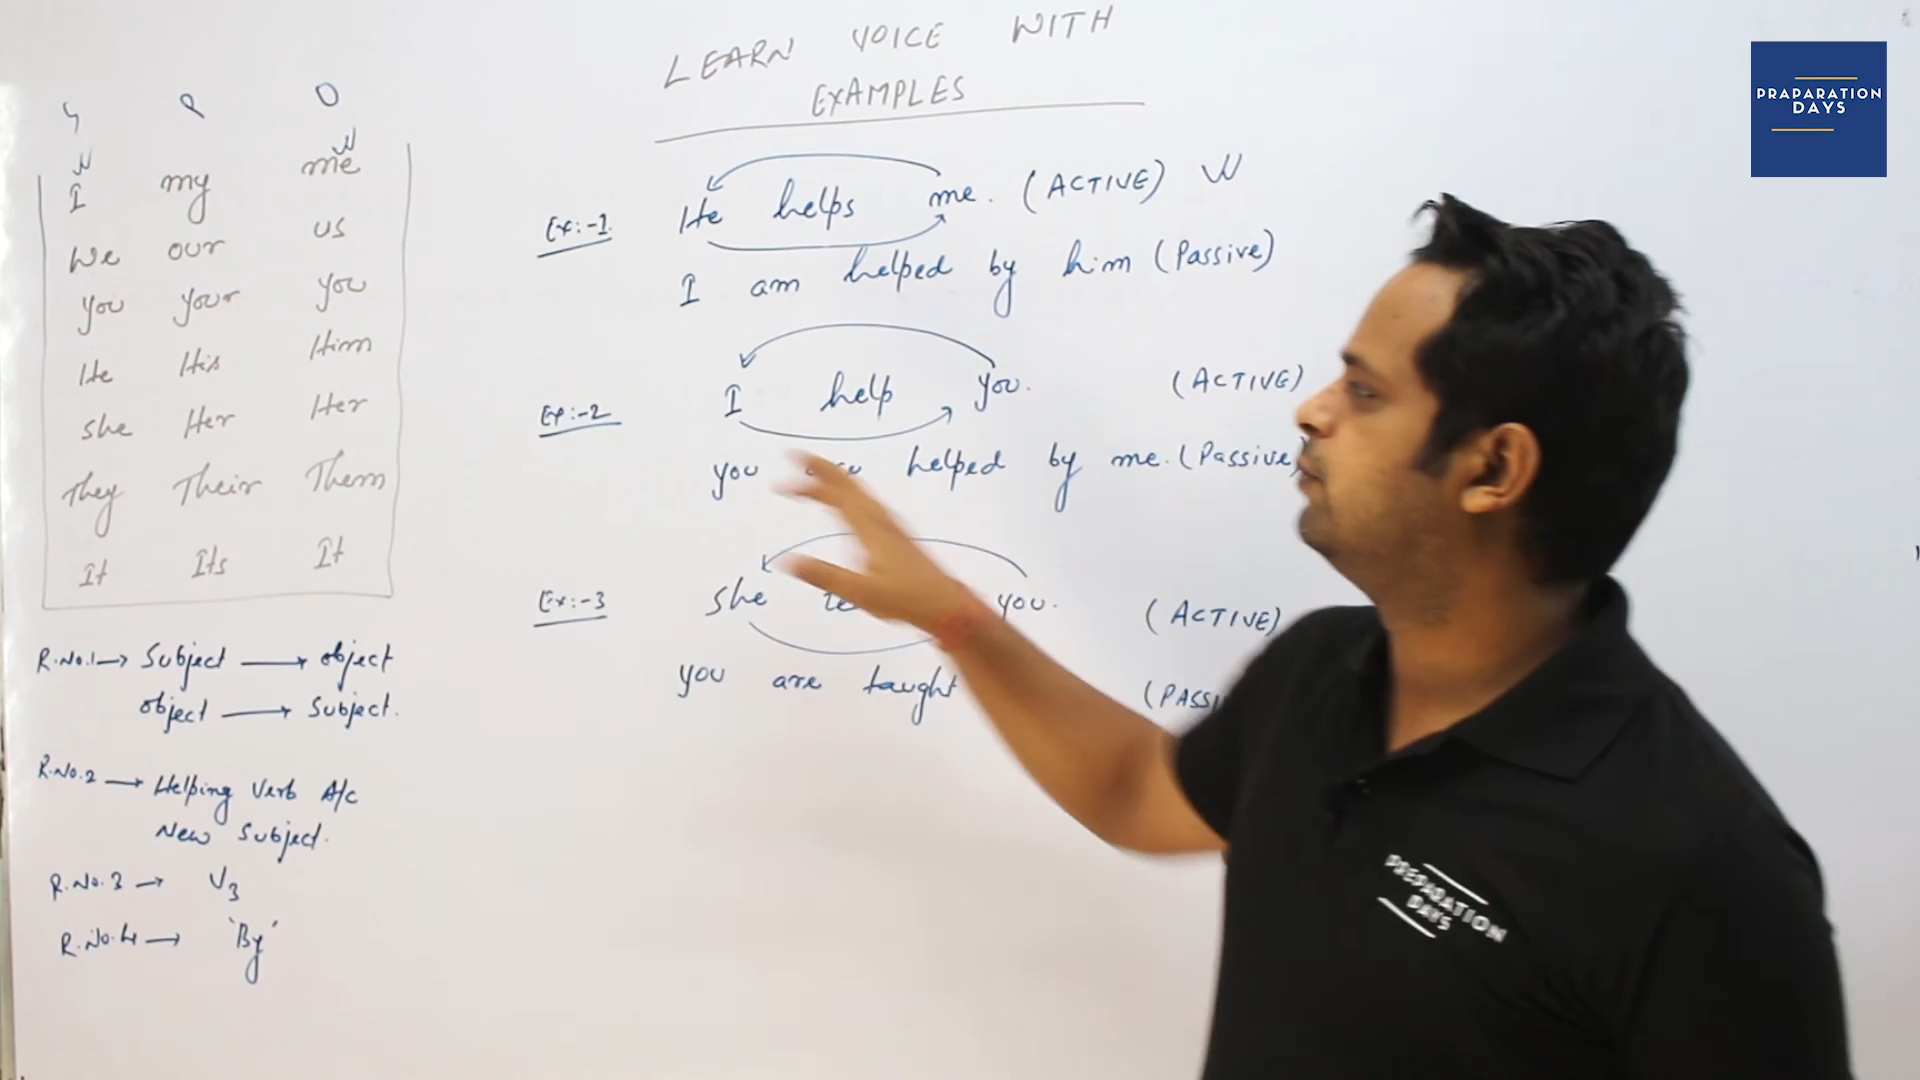 LEARN VOICE WITH
EXAMPLES
PRAPARATION
DAYS
S P O
I my me
We our us
you your you
He His Him
she Her Her
They Their Them
It Its It
R.No.1 → Subject → object
object → Subject.
R.No.2 → Helping Verb A/c
New Subject.
R.No.3 → V3
R.No.4 → 'By'
Ex:-1 He helps me. (ACTIVE)
I am helped by him (Passive)
Ex:-2 I help you. (ACTIVE)
you helped by me. (Passive)
Ex:-3 she you. (ACTIVE)
you are taught
PREPARATION
DAYS